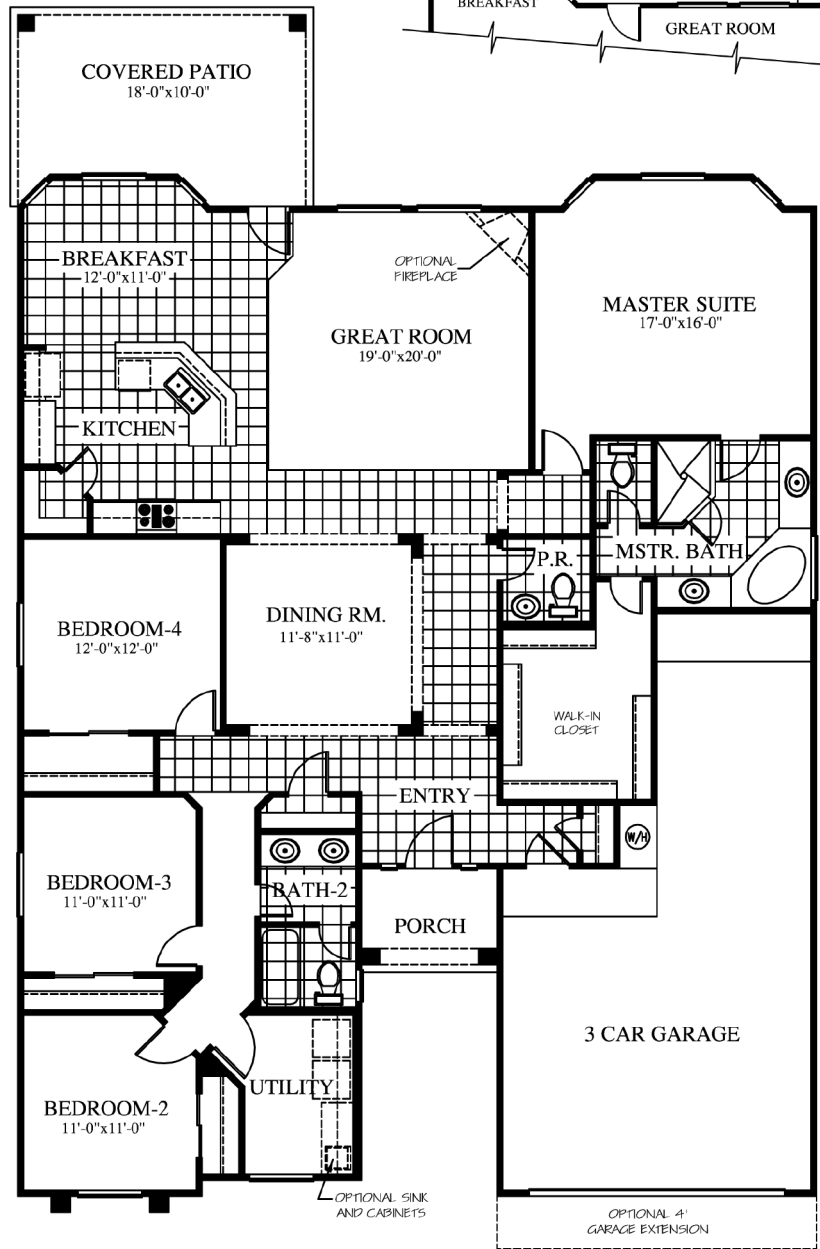 BREAKFAST
GREAT ROOM
COVERED PATIO
18'-0"x10'-0"
BREAKFAST
12'-0"x11'-0"
OPTIONAL
FIREPLACE
GREAT ROOM
19'-0"x20'-0"
MASTER SUITE
17'-0"x16'-0"
KITCHEN
MSTR. BATH
P.R.
DINING RM.
11'-8"x11'-0"
BEDROOM-4
12'-0"x12'-0"
WALK-IN
CLOSET
ENTRY
W/H
BEDROOM-3
11'-0"x11'-0"
BATH-2
PORCH
3 CAR GARAGE
UTILITY
BEDROOM-2
11'-0"x11'-0"
OPTIONAL SINK
AND CABINETS
OPTIONAL 4'
GARAGE EXTENSION